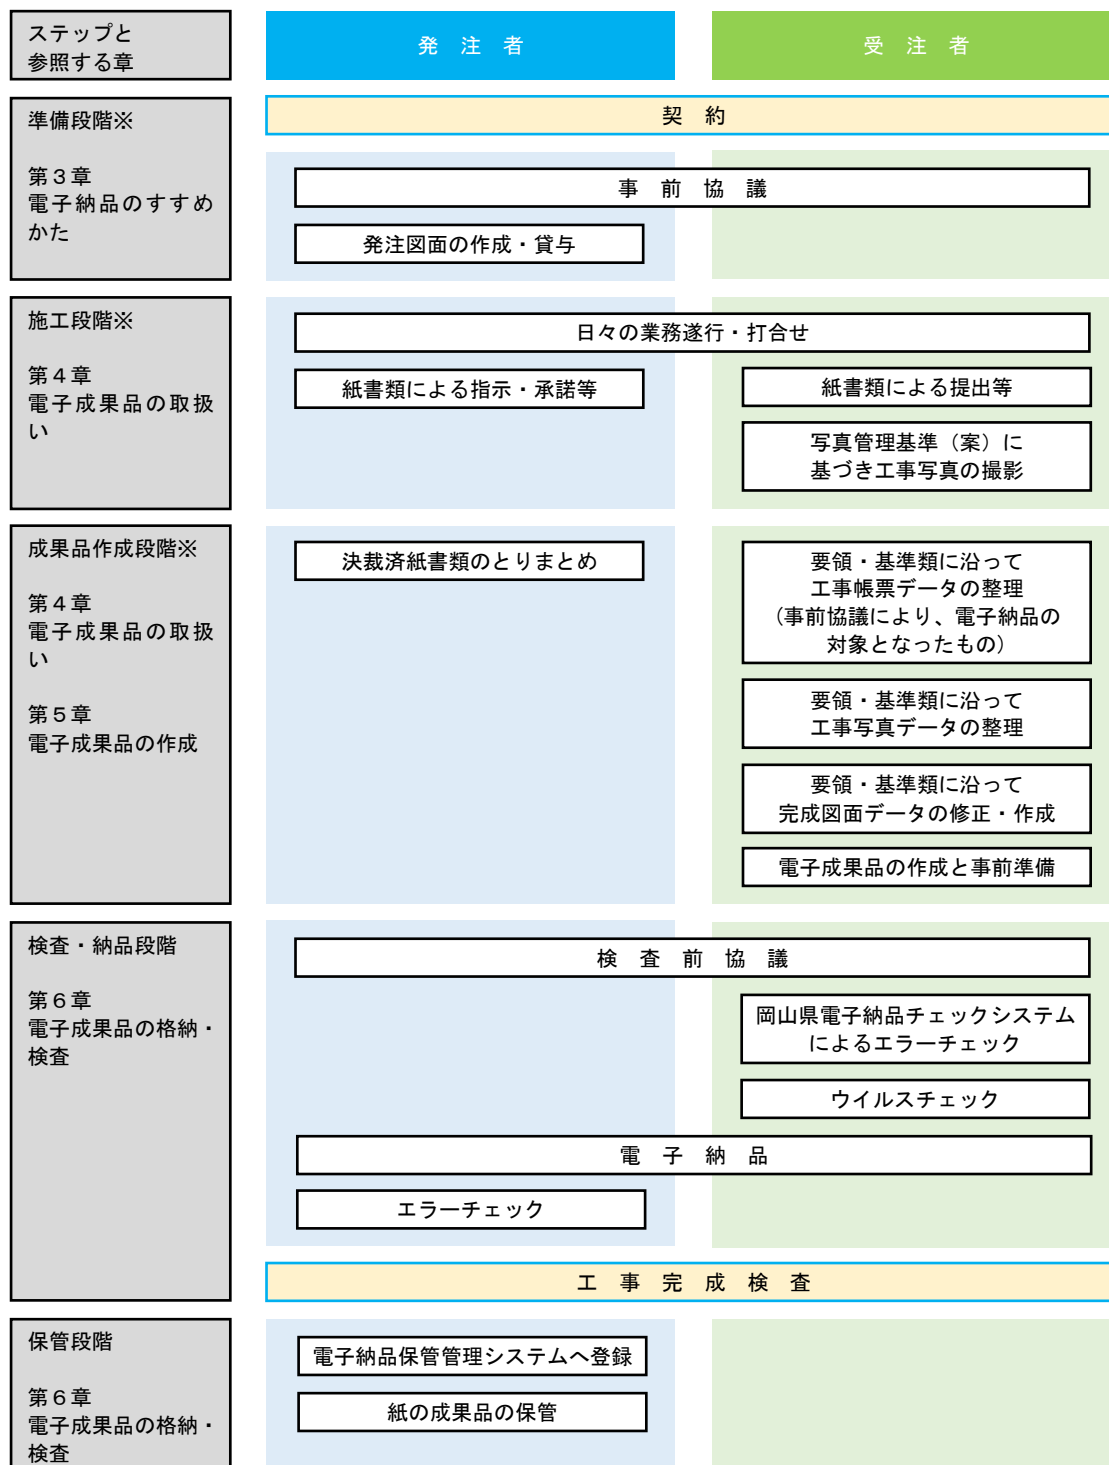 ステップと
参照する章
発　注　者
受　注　者
準備段階※
第３章
電子納品のすすめ
かた
契　約
事　前　協　議
発注図面の作成・貸与
施工段階※
第４章
電子成果品の取扱
い
日々の業務遂行・打合せ
紙書類による指示・承諾等
紙書類による提出等
写真管理基準（案）に
基づき工事写真の撮影
成果品作成段階※
第４章
電子成果品の取扱
い
第５章
電子成果品の作成
決裁済紙書類のとりまとめ
要領・基準類に沿って
工事帳票データの整理
（事前協議により、電子納品の
対象となったもの）
要領・基準類に沿って
工事写真データの整理
要領・基準類に沿って
完成図面データの修正・作成
電子成果品の作成と事前準備
検査・納品段階
第６章
電子成果品の格納・
検査
検　査　前　協　議
岡山県電子納品チェックシステム
によるエラーチェック
ウイルスチェック
電　子　納　品
エラーチェック
工　事　完　成　検　査
保管段階
第６章
電子成果品の格納・
検査
電子納品保管管理システムへ登録
紙の成果品の保管